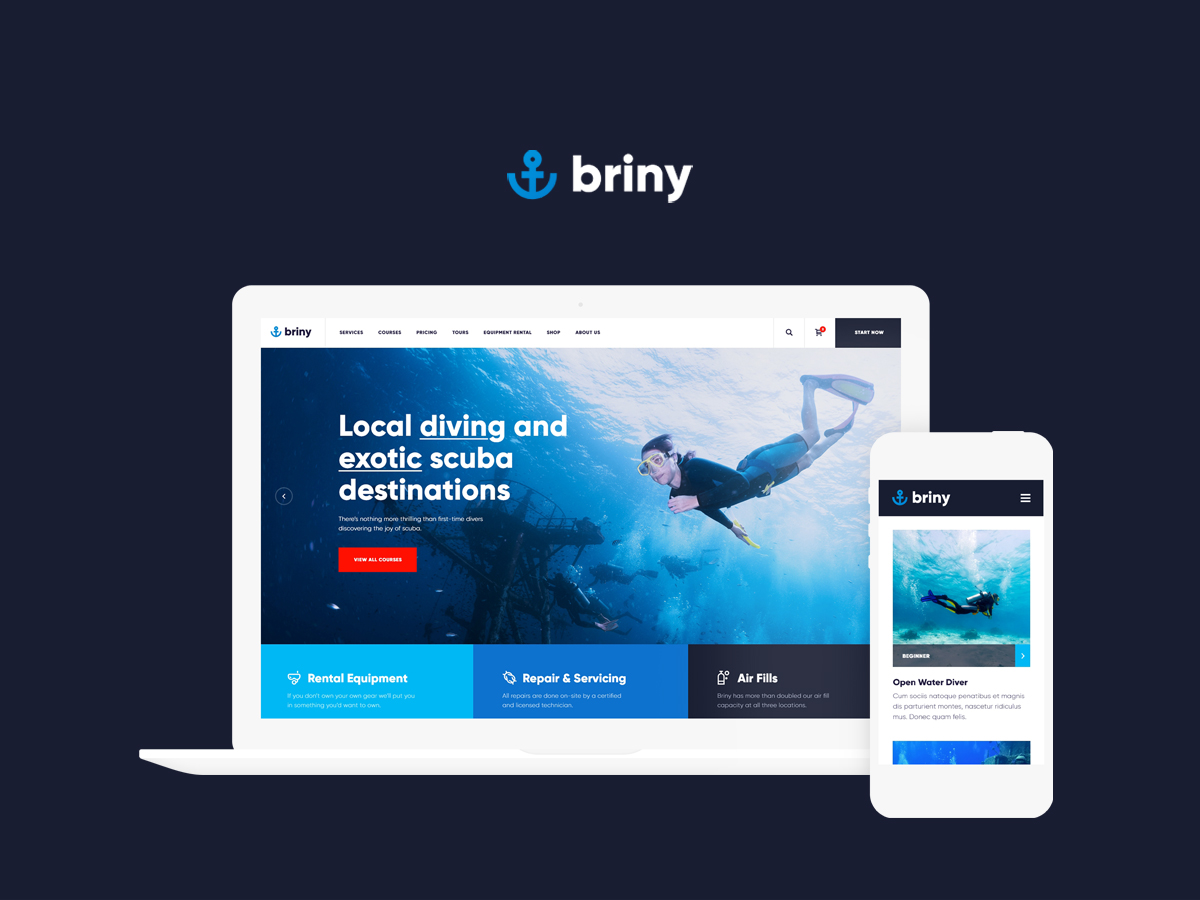 briny
briny
SERVICES COURSES PRICING TOURS EQUIPMENT RENTAL SHOP ABOUT US
START NOW
Local diving and
exotic scuba
destinations
There's nothing more thrilling than first-time divers
discovering the joy of scuba.
VIEW ALL COURSES
Rental Equipment
If you don't own your own gear we'll put you
in something you'd want to own.
Repair & Servicing
All repairs are done on-site by a certified
and licensed technician.
Air Fills
Briny has more than doubled our air fill
capacity at all three locations.
briny
BEGINNER
Open Water Diver
Cum sociis natoque penatibus et magnis
dis parturient montes, nascetur ridiculus
mus. Donec quam felis.